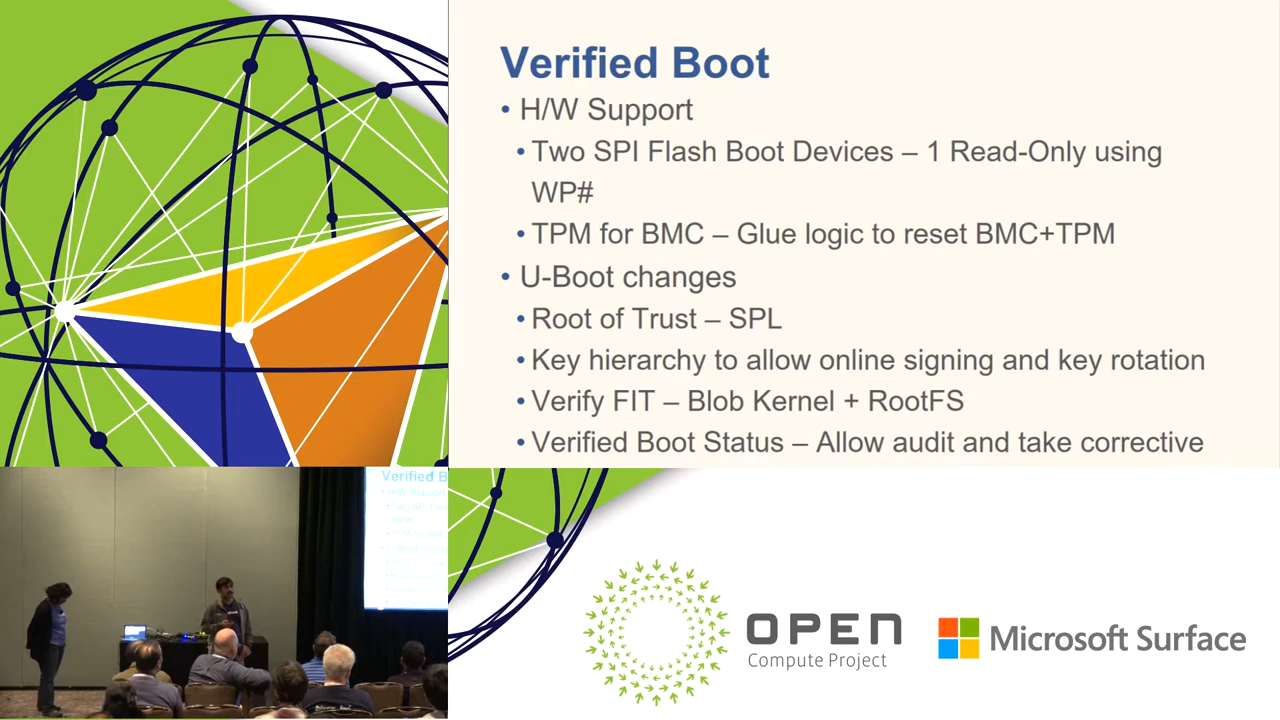 Verified Boot
• H/W Support
• Two SPI Flash Boot Devices – 1 Read-Only using
WP#
• TPM for BMC – Glue logic to reset BMC+TPM
• U-Boot changes
• Root of Trust – SPL
• Key hierarchy to allow online signing and key rotation
• Verify FIT – Blob Kernel + RootFS
• Verified Boot Status – Allow audit and take corrective
Verified B
OPEN
Compute Project
Microsoft Surface